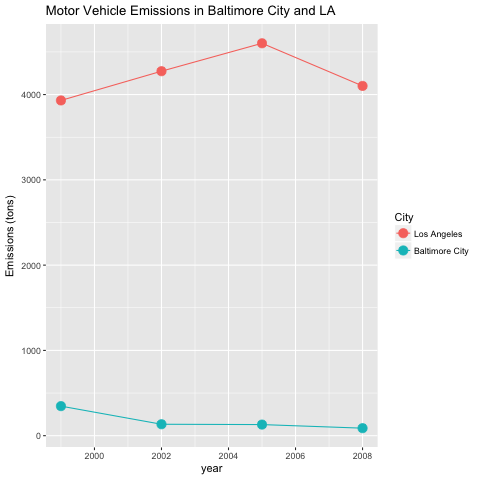 Motor Vehicle Emissions in Baltimore City and LA
Emissions (tons)
4000
3000
2000
1000
0
2000 2002 2004 2006 2008
year
City
Los Angeles
Baltimore City